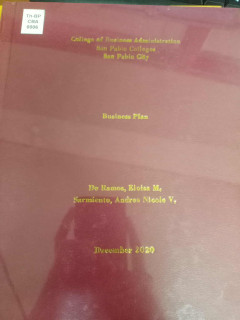 College of Business Administration
San Pablo Colleges
San Pablo City
Business Plan
De Ramos, Eloisa M.
Sarmiento, Andrea Nicole V.
December 2020